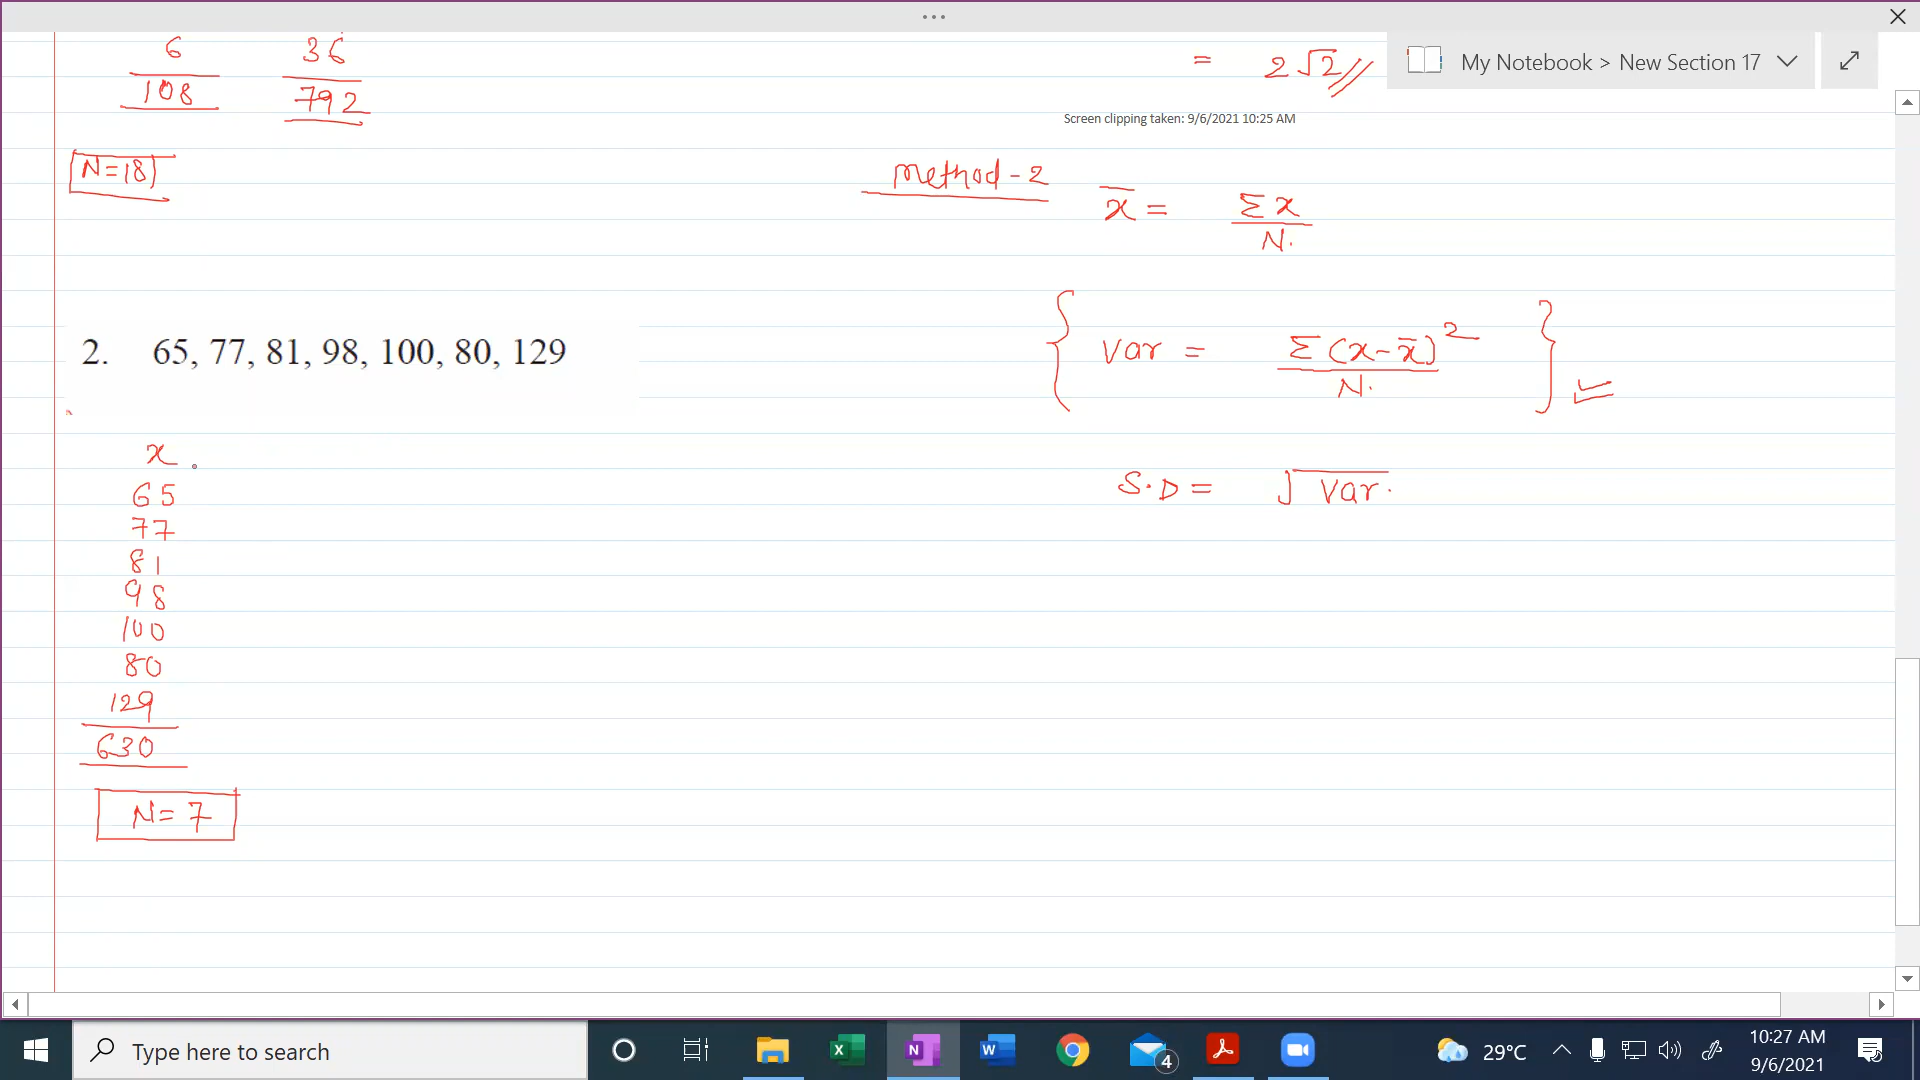 My Notebook > New Section 17
6 36
108 792
= 2√2
Screen clipping taken: 9/6/2021 10:25 AM
N=18
Method-2
x̄ = Σx / N.
2. 65, 77, 81, 98, 100, 80, 129
Var = Σ(x-x̄)² / N.
x
65
77
81
98
100
80
129
630
N=7
S.D = √Var.
Type here to search
4
29°C
10:27 AM
9/6/2021